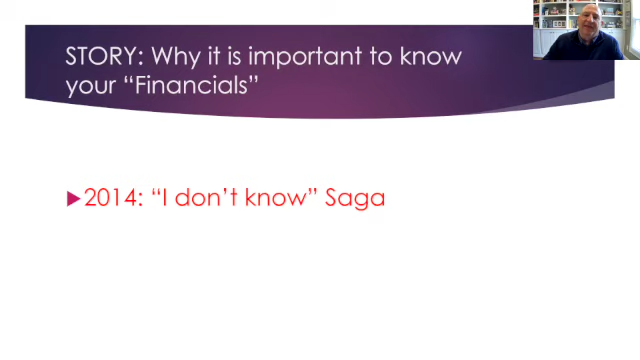 STORY: Why it is important to know
your “Financials”
2014: “I don’t know” Saga